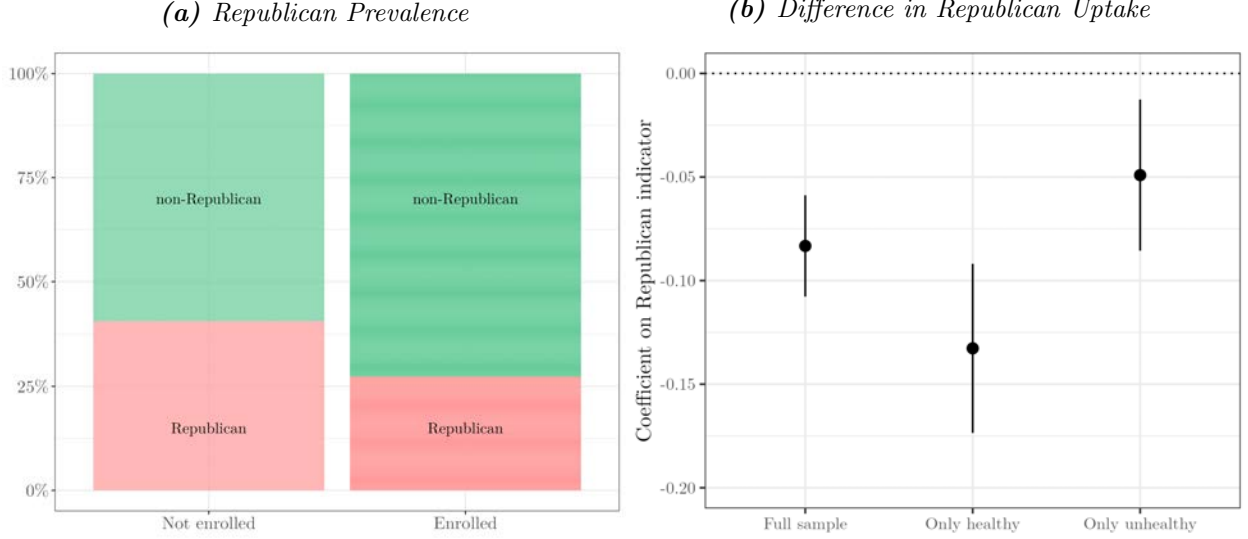 (a) Republican Prevalence
100%
75%
50%
25%
0%
non-Republican
non-Republican
Republican
Republican
Not enrolled
Enrolled
(b) Difference in Republican Uptake
Coefficient on Republican indicator
0.00
-0.05
-0.10
-0.15
-0.20
Full sample
Only healthy
Only unhealthy